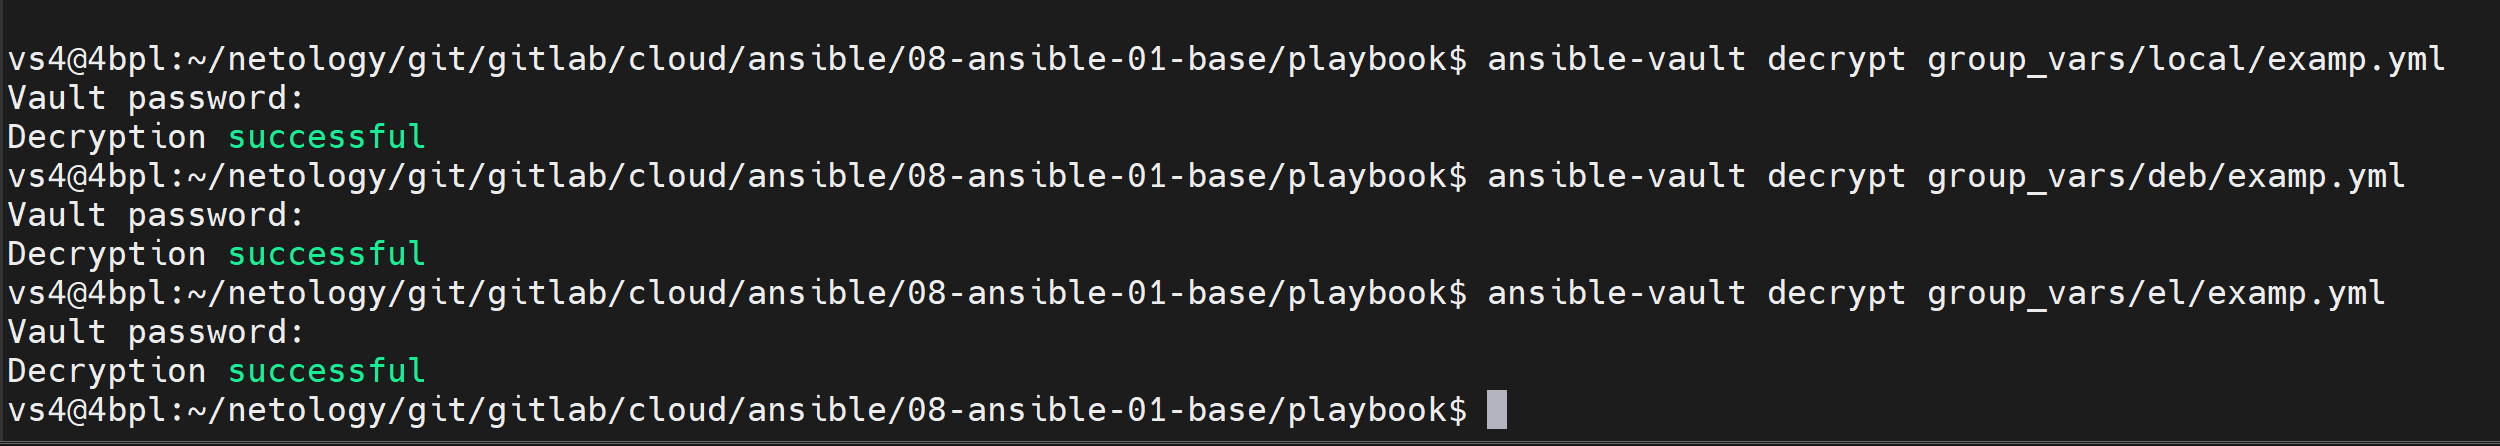 vs4@4bpl:~/netology/git/gitlab/cloud/ansible/08-ansible-01-base/playbook$ ansible-vault decrypt group_vars/local/examp.yml
Vault password:
Decryption successful
vs4@4bpl:~/netology/git/gitlab/cloud/ansible/08-ansible-01-base/playbook$ ansible-vault decrypt group_vars/deb/examp.yml
Vault password:
Decryption successful
vs4@4bpl:~/netology/git/gitlab/cloud/ansible/08-ansible-01-base/playbook$ ansible-vault decrypt group_vars/el/examp.yml
Vault password:
Decryption successful
vs4@4bpl:~/netology/git/gitlab/cloud/ansible/08-ansible-01-base/playbook$